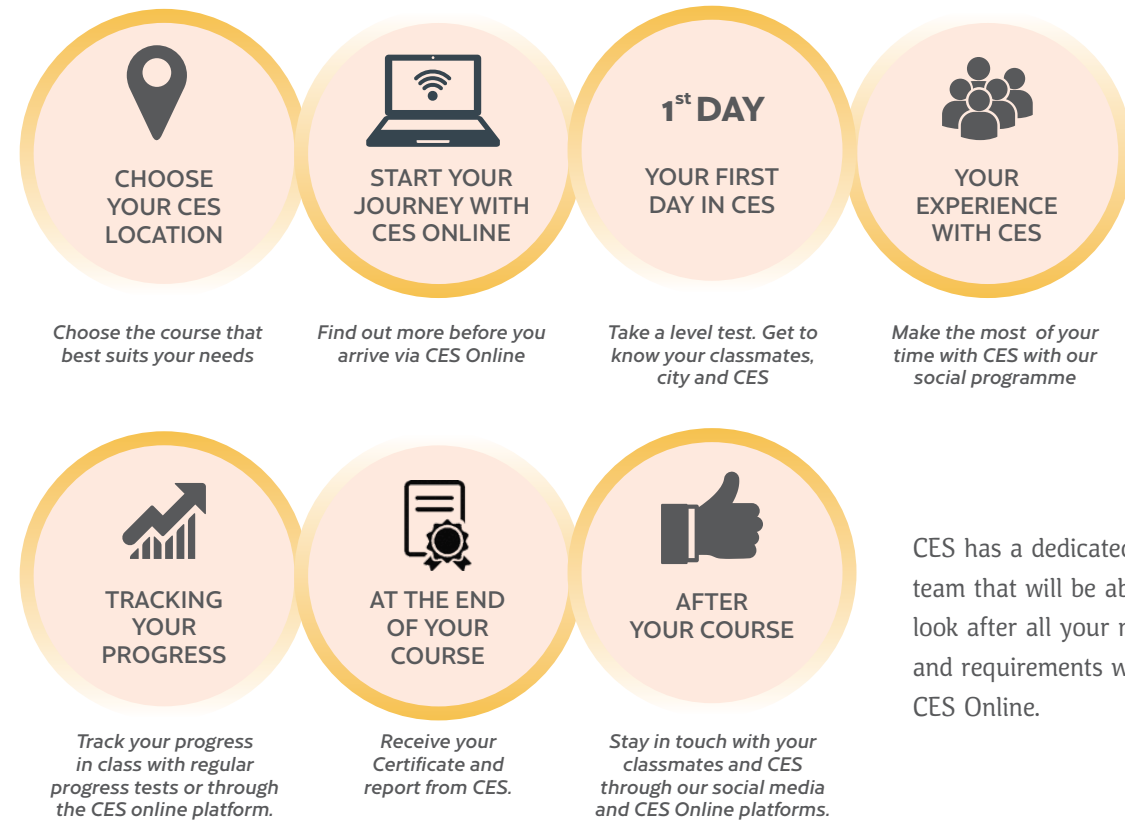 CHOOSE
YOUR CES
LOCATION
Choose the course that
best suits your needs
START YOUR
JOURNEY WITH
CES ONLINE
Find out more before you
arrive via CES Online
1st DAY
YOUR FIRST
DAY IN CES
Take a level test. Get to
know your classmates,
city and CES
YOUR
EXPERIENCE
WITH CES
Make the most of your
time with CES with our
social programme
TRACKING
YOUR
PROGRESS
Track your progress
in class with regular
progress tests or through
the CES online platform.
AT THE END
OF YOUR
COURSE
Receive your
Certificate and
report from CES.
AFTER
YOUR COURSE
Stay in touch with your
classmates and CES
through our social media
and CES Online platforms.
CES has a dedicated
team that will be
look after all your
and requirements
CES Online.